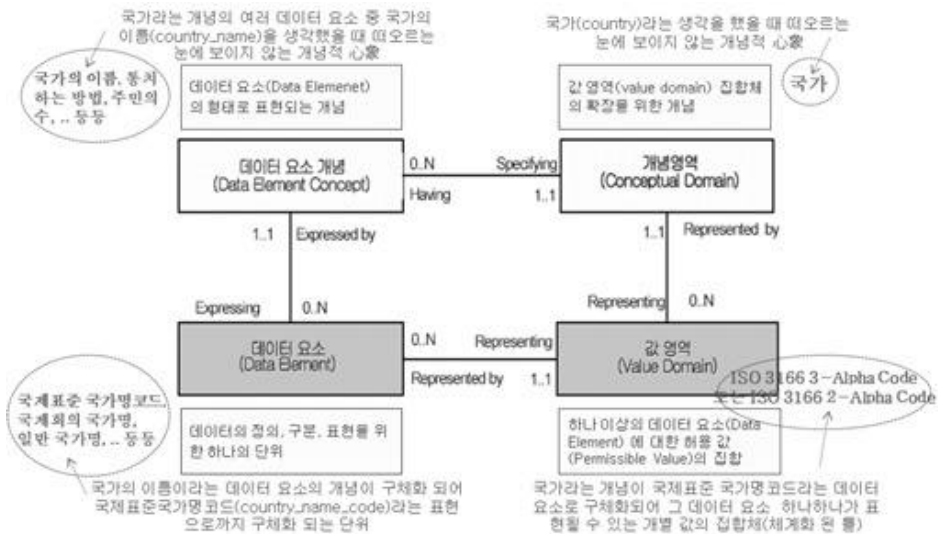 국가라는 개념의 여러 데이터 요소 중 국가의
이름(country_name)을 생각했을 때 떠오르는
눈에 보이지 않는 개념적 心象
국가(country)라는 생각을 했을 때 떠오르는
눈에 보이지 않는 개념적 心象
국가의 이름, 통치
하는 방법, 주민의
수, .. 등등
데이터 요소(Data Elemenet)
의 형태로 표현되는 개념
값 영역(value domain) 집합체
의 확장을 위한 개념
국가
데이터 요소 개념
(Data Element Concept)
0..N
Specifying
Having
1..1
개념영역
(Conceptual Domain)
1..1
Expressed by
1..1
Represented by
Expressing
0..N
Representing
0..N
데이터 요소
(Data Element)
0..N
Representing
Represented by
1..1
값 영역
(Value Domain)
ISO 3166 3-Alpha Code
또는 ISO 3166 2-Alpha Code
국제표준 국가명코드,
국제회의 국가명,
일반 국가명, .. 등등
데이터의 정의, 구분, 표현을 위
한 하나의 단위
하나 이상의 데이터 요소(Data
Element) 에 대한 허용 값
(Permissible Value)의 집합
국가의 이름이라는 데이터 요소의 개념이 구체화 되어
국제표준국가명코드(country_name_code)라는 표현
으로까지 구체화 되는 단위
국가라는 개념이 국제표준 국가명코드라는 데이터
요소로 구체화되어 그 데이터 요소 하나하나가 표
현될 수 있는 개별 값의 집합체(체계화 된 틀)